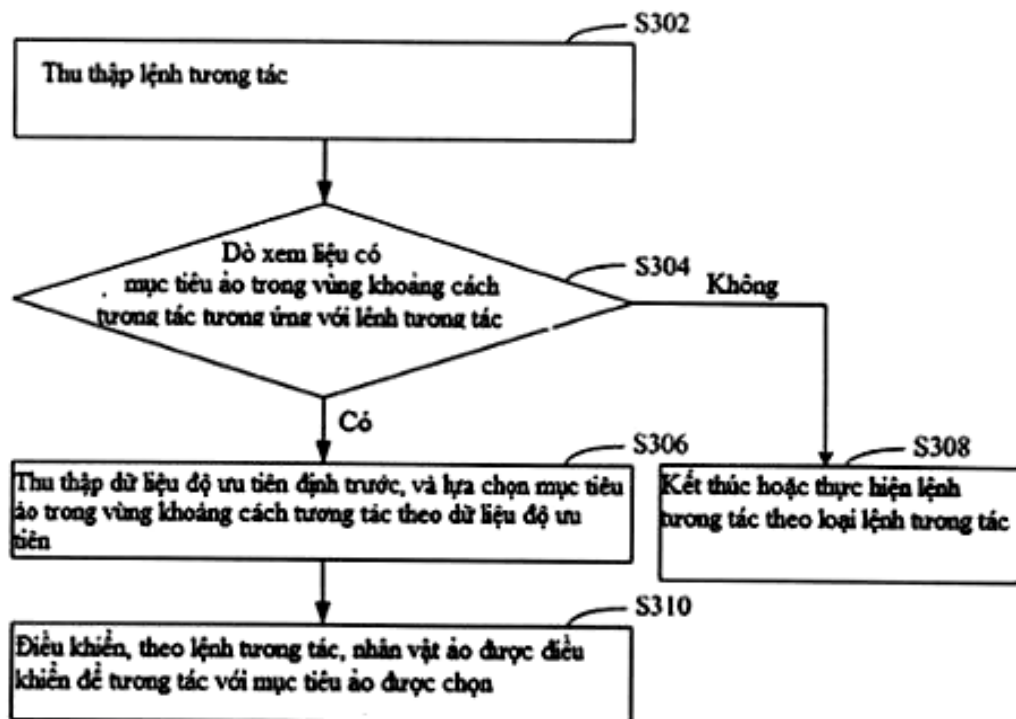 S302
Thu thập lệnh tương tác
Dò xem liệu có
mục tiêu ảo trong vùng khoảng cách
tương tác tương ứng với lệnh tương tác
S304
Không
Có
S306
Thu thập dữ liệu độ ưu tiên định trước, và lựa chọn mục tiêu
ảo trong vùng khoảng cách tương tác theo dữ liệu độ ưu
tiên
S308
Kết thúc hoặc thực hiện lệnh
tương tác theo loại lệnh tương tác
S310
Điều khiển, theo lệnh tương tác, nhân vật ảo được điều
khiển để tương tác với mục tiêu ảo được chọn